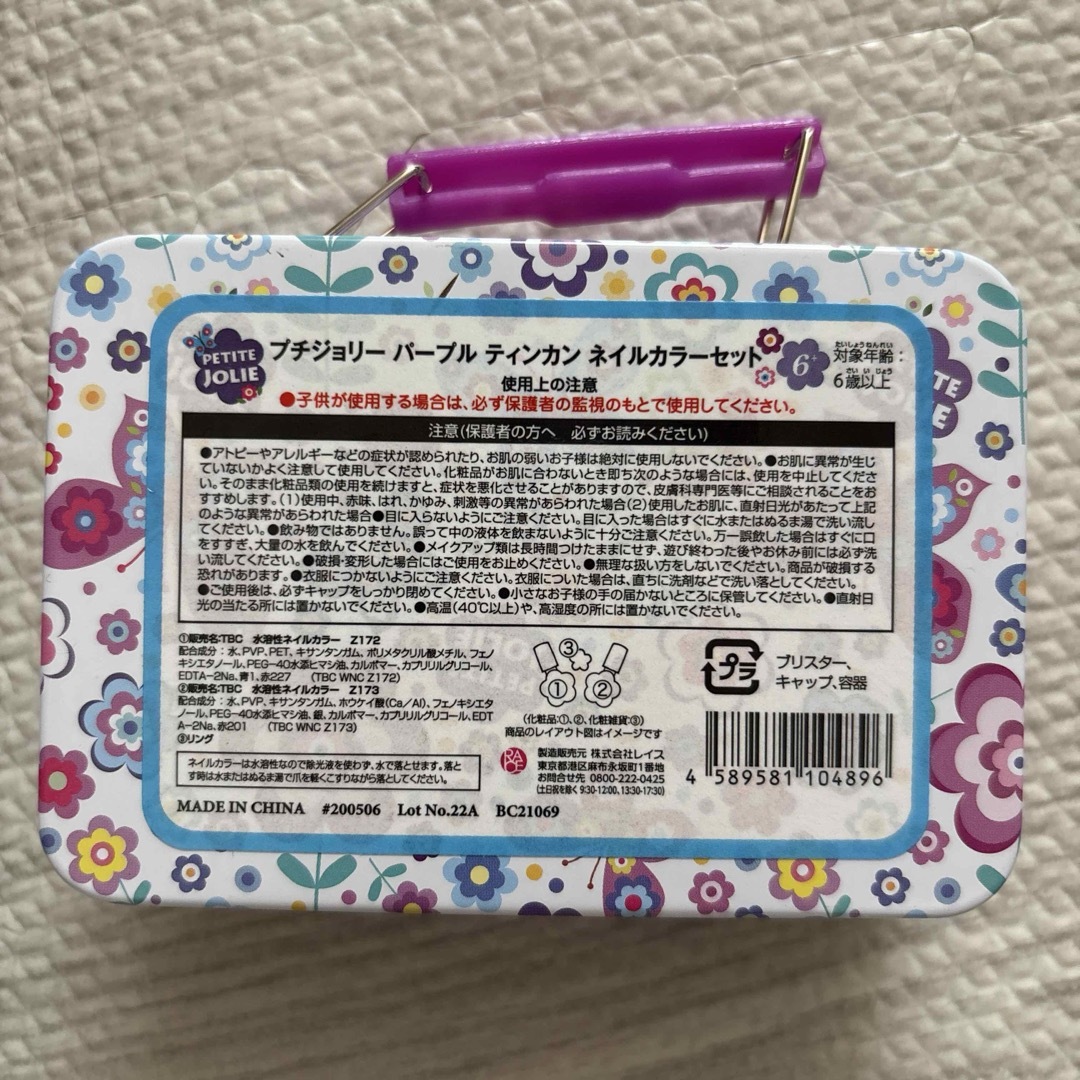 PETITE
JOLIE
プチジョリー パープル ティンカン ネイルカラーセット
6+
たいしょうねんれい
対象年齢：
さいいじょう
6歳以上
使用上の注意
●子供が使用する場合は、必ず保護者の監視のもとで使用してください。
注意(保護者の方へ 必ずお読みください)
●アトピーやアレルギーなどの症状が認められたり、お肌の弱いお子様は絶対に使用しないでください。●お肌に異常が生じ
ていないかよく注意して使用してください。化粧品がお肌に合わないとき即ち次のような場合には、使用を中止してくださ
い。そのまま化粧品類の使用を続けますと、症状を悪化させることがありますので、皮膚科専門医等にご相談されることをお
すすめします。(1)使用中、赤味、はれ、かゆみ、刺激等の異常があらわれた場合(2)使用したお肌に、直射日光があたって上記
のような異常があらわれた場合●目に入らないようにご注意ください。目に入った場合はすぐに水またはぬるま湯で洗い流し
てください。●飲み物ではありません。誤って中の液体を飲まないように十分ご注意ください。万一誤飲した場合はすぐに口
をすすぎ、大量の水を飲んでください。●メイクアップ類は長時間つけたままにせず、遊び終わった後やお休み前には必ず洗
い流してください。●破損・変形した場合にはご使用をお止めください。●無理な扱い方をしないでください。商品が破損する
恐れがあります。●衣服につかないようにご注意ください。衣服についた場合は、直ちに洗剤などで洗い落としてください。
●ご使用後は、必ずキャップをしっかり閉めてください。●小さなお子様の手の届かないところに保管してください。●直射日
光の当たる所には置かないでください。●高温(40℃以上)や、高湿度の所には置かないでください。
①販売名:TBC 水溶性ネイルカラー Z172
配合成分：水、PVP、PET、キサンタンガム、ポリメタクリル酸メチル、フェノ
キシエタノール、PEG-40水添ヒマシ油、カルボマー、カプリリルグリコール、
EDTA-2Na、青1、赤227 (TBC WNC Z172)
②販売名:TBC 水溶性ネイルカラー Z173
配合成分：水、PVP、キサンタンガム、ホウケイ酸(Ca/Al)、フェノキシエタ
ノール、PEG-40水添ヒマシ油、銀、カルボマー、カプリリルグリコール、EDT
A-2Na、赤201 (TBC WNC Z173)
③リング
ネイルカラーは水溶性なので除光液を使わず、水で落とせます。落と
す時は水またはぬるま湯で爪を軽くこすりながら落としてください。
MADE IN CHINA #200506 Lot No.22A BC21069
③
① ②
(化粧品:①、②、化粧雑貨:③)
商品のレイアウト図はイメージです
製造販売元 株式会社レイス
東京都港区麻布永坂町1番地
お問合せ先 0800-222-0425
(土日祝を除く 9:30-12:00、13:30-17:30)
プラ
ブリスター、
キャップ、容器
4 589581 104896
TE
IE